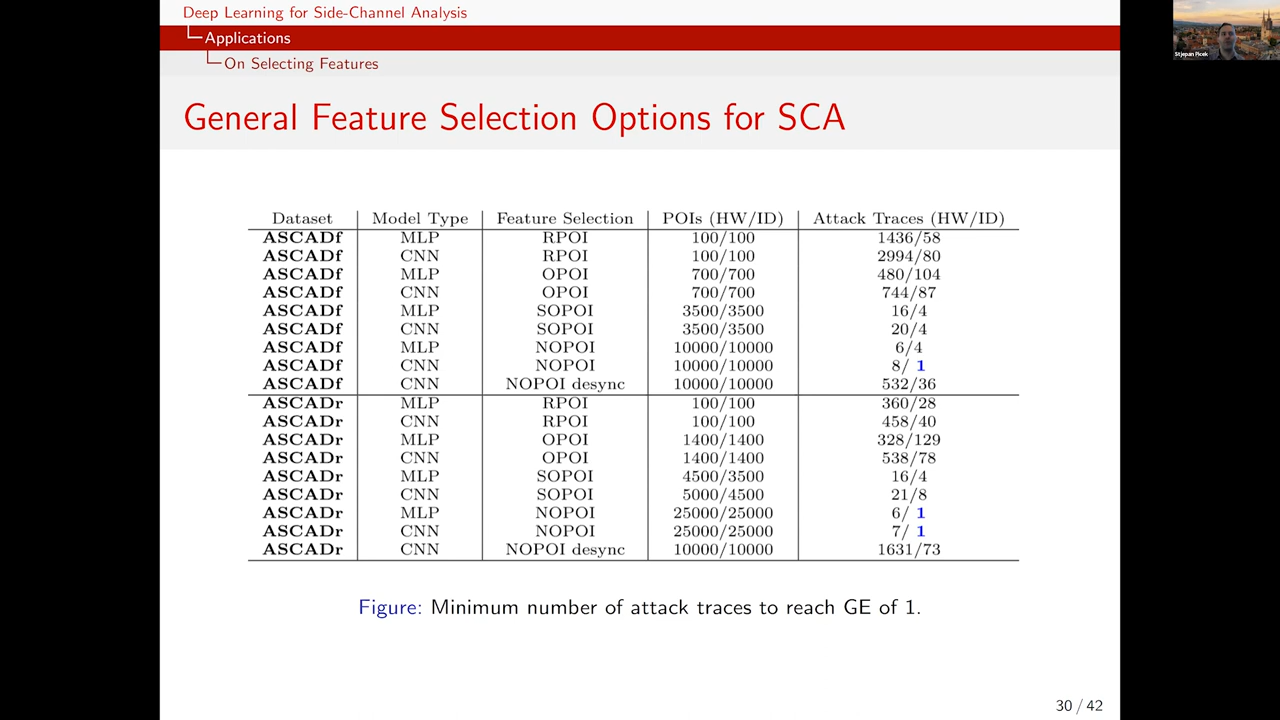 Deep Learning for Side-Channel Analysis
Applications
On Selecting Features
Stjepan Picek
General Feature Selection Options for SCA
Dataset Model Type Feature Selection POIs (HW/ID) Attack Traces (HW/ID)
ASCADf MLP RPOI 100/100 1436/58
ASCADf CNN RPOI 100/100 2994/80
ASCADf MLP OPOI 700/700 480/104
ASCADf CNN OPOI 700/700 744/87
ASCADf MLP SOPOI 3500/3500 16/4
ASCADf CNN SOPOI 3500/3500 20/4
ASCADf MLP NOPOI 10000/10000 6/4
ASCADf CNN NOPOI 10000/10000 8/ 1
ASCADf CNN NOPOI desync 10000/10000 532/36
ASCADr MLP RPOI 100/100 360/28
ASCADr CNN RPOI 100/100 458/40
ASCADr MLP OPOI 1400/1400 328/129
ASCADr CNN OPOI 1400/1400 538/78
ASCADr MLP SOPOI 4500/3500 16/4
ASCADr CNN SOPOI 5000/4500 21/8
ASCADr MLP NOPOI 25000/25000 6/ 1
ASCADr CNN NOPOI 25000/25000 7/ 1
ASCADr CNN NOPOI desync 10000/10000 1631/73
Figure: Minimum number of attack traces to reach GE of 1.
30 / 42